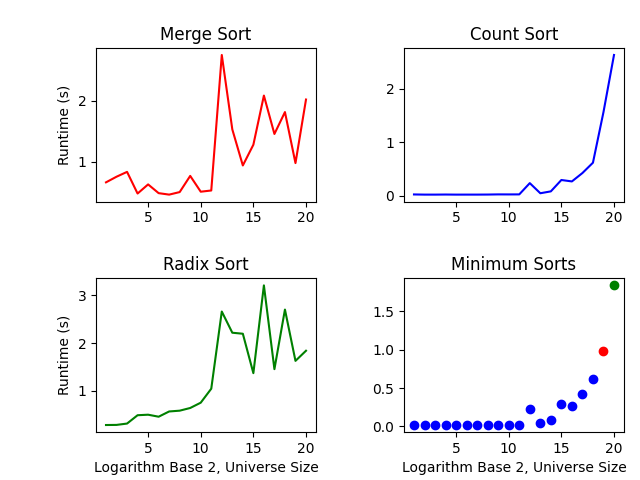 Merge Sort
Runtime (s)
2
1
5 10 15 20
Count Sort
2
1
0
5 10 15 20
Radix Sort
Runtime (s)
3
2
1
5 10 15 20
Logarithm Base 2, Universe Size
Minimum Sorts
1.5
1.0
0.5
0.0
5 10 15 20
Logarithm Base 2, Universe Size